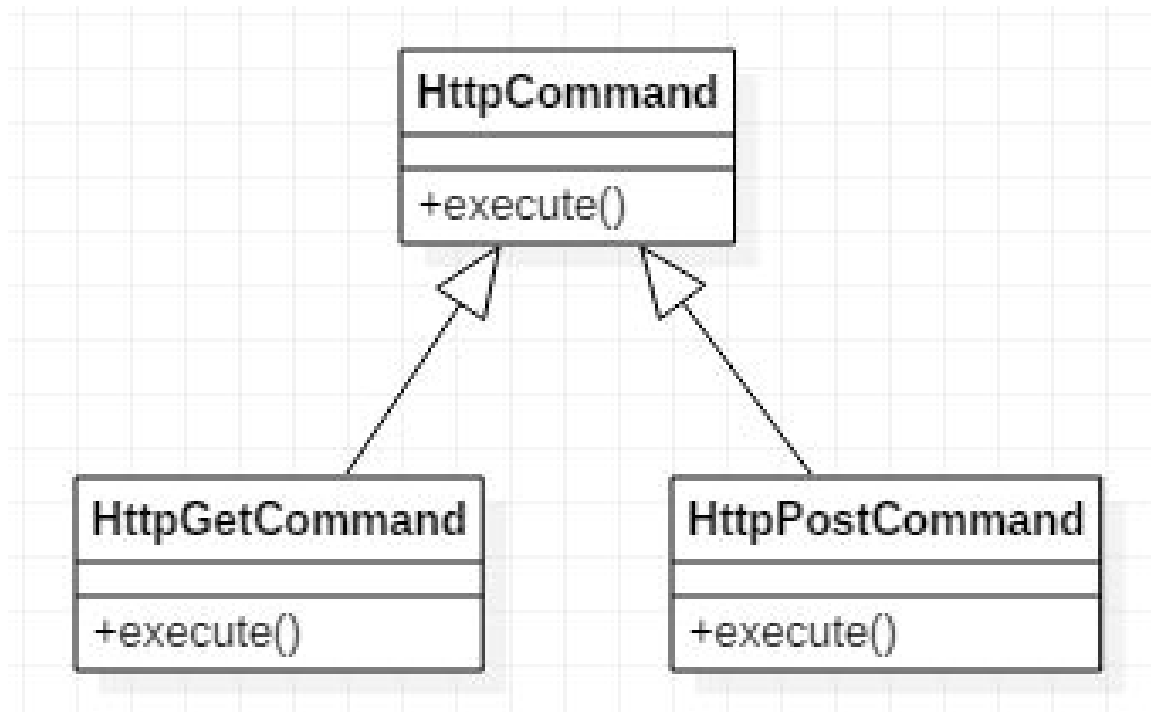 HttpCommand
+execute()
HttpGetCommand
+execute()
HttpPostCommand
+execute()